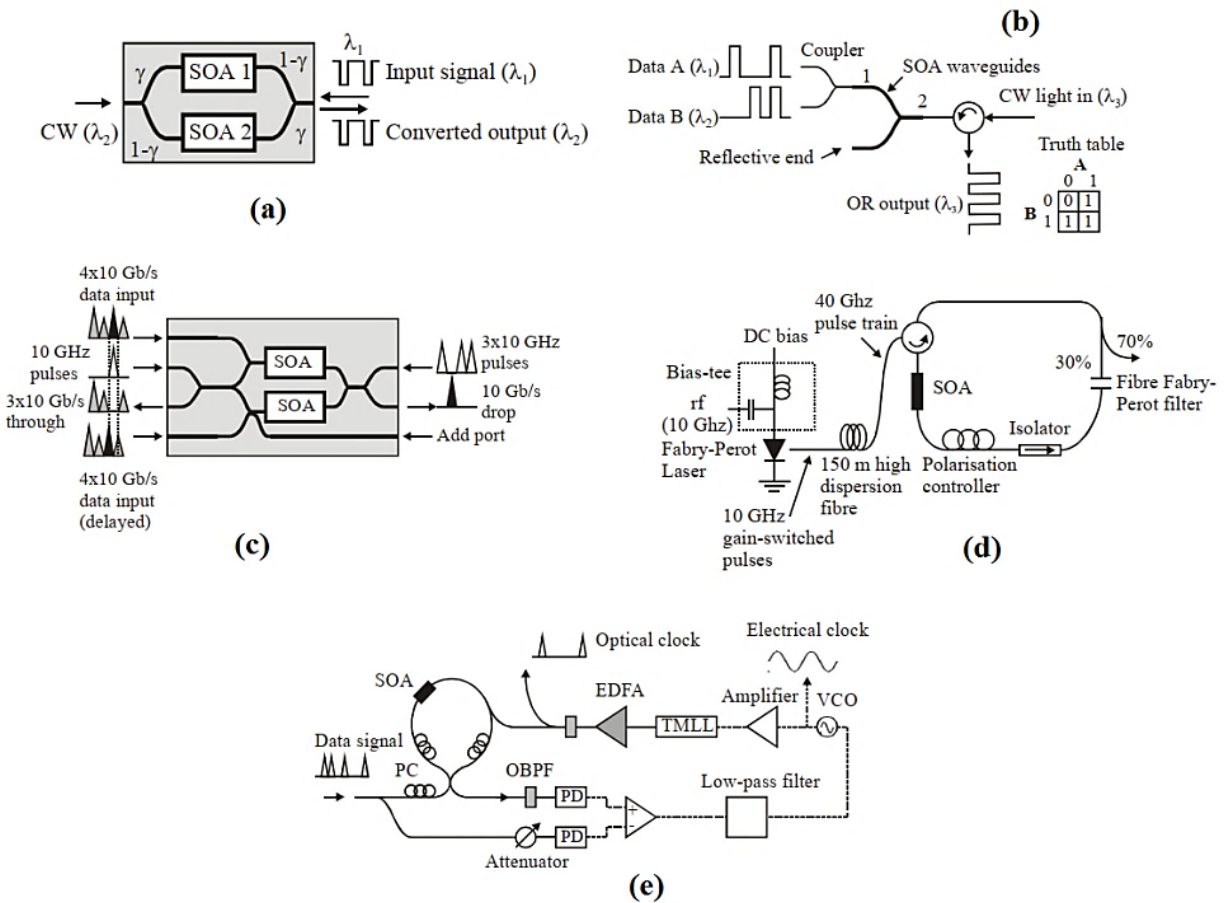 (b)
λ₁
γ
1-γ
SOA 1
Input signal (λ₁)
CW (λ₂)
SOA 2
1-γ
γ
Converted output (λ₂)
(a)
Coupler
Data A (λ₁)
1
SOA waveguides
Data B (λ₂)
2
CW light in (λ₃)
Reflective end
Truth table
A
0 1
OR output (λ₃)
B
0 0 1
1 1 1
4x10 Gb/s
data input
10 GHz
pulses
3x10 Gb/s
through
SOA
SOA
3x10 GHz
pulses
10 Gb/s
drop
Add port
4x10 Gb/s
data input
(delayed)
(c)
40 Ghz
pulse train
DC bias
70%
30%
Bias-tee
rf
(10 Ghz)
Fabry-Perot
Laser
SOA
Fibre Fabry-
Perot filter
Isolator
150 m high
dispersion
fibre
Polarisation
controller
10 GHz
gain-switched
pulses
(d)
Optical clock
Electrical clock
SOA
EDFA
Amplifier
VCO
TMLL
Data signal
PC
OBPF
PD
Low-pass filter
+
-
PD
Attenuator
(e)